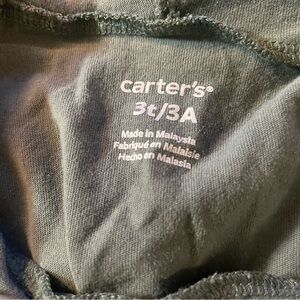 carter's®
3t/3A
Made in Malaysia
Fabriqué en Malaisie
Hecho en Malasia